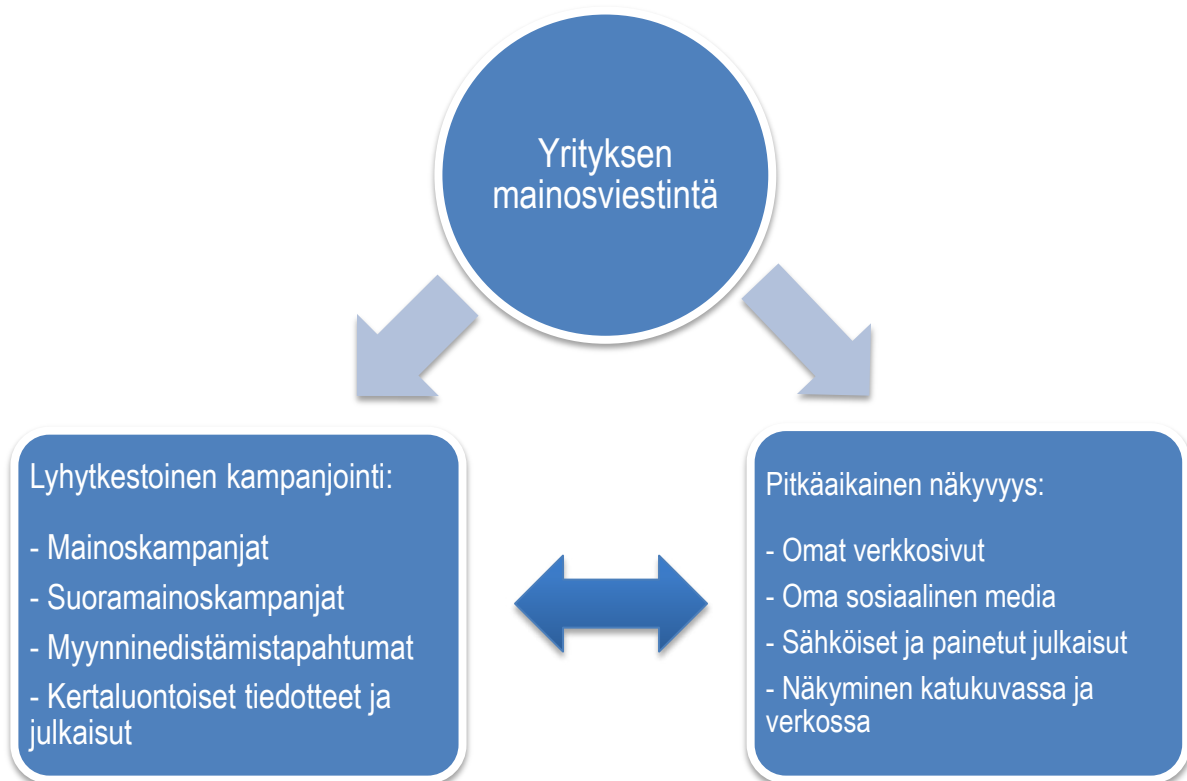 Yrityksen
mainosviestintä
Lyhytkestoinen kampanjointi:
- Mainoskampanjat
- Suoramainoskampanjat
- Myynninedistämistapahtumat
- Kertaluontoiset tiedotteet ja
julkaisut
Pitkäaikainen näkyvyys:
- Omat verkkosivut
- Oma sosiaalinen media
- Sähköiset ja painetut julkaisut
- Näkyminen katukuvassa ja
verkossa